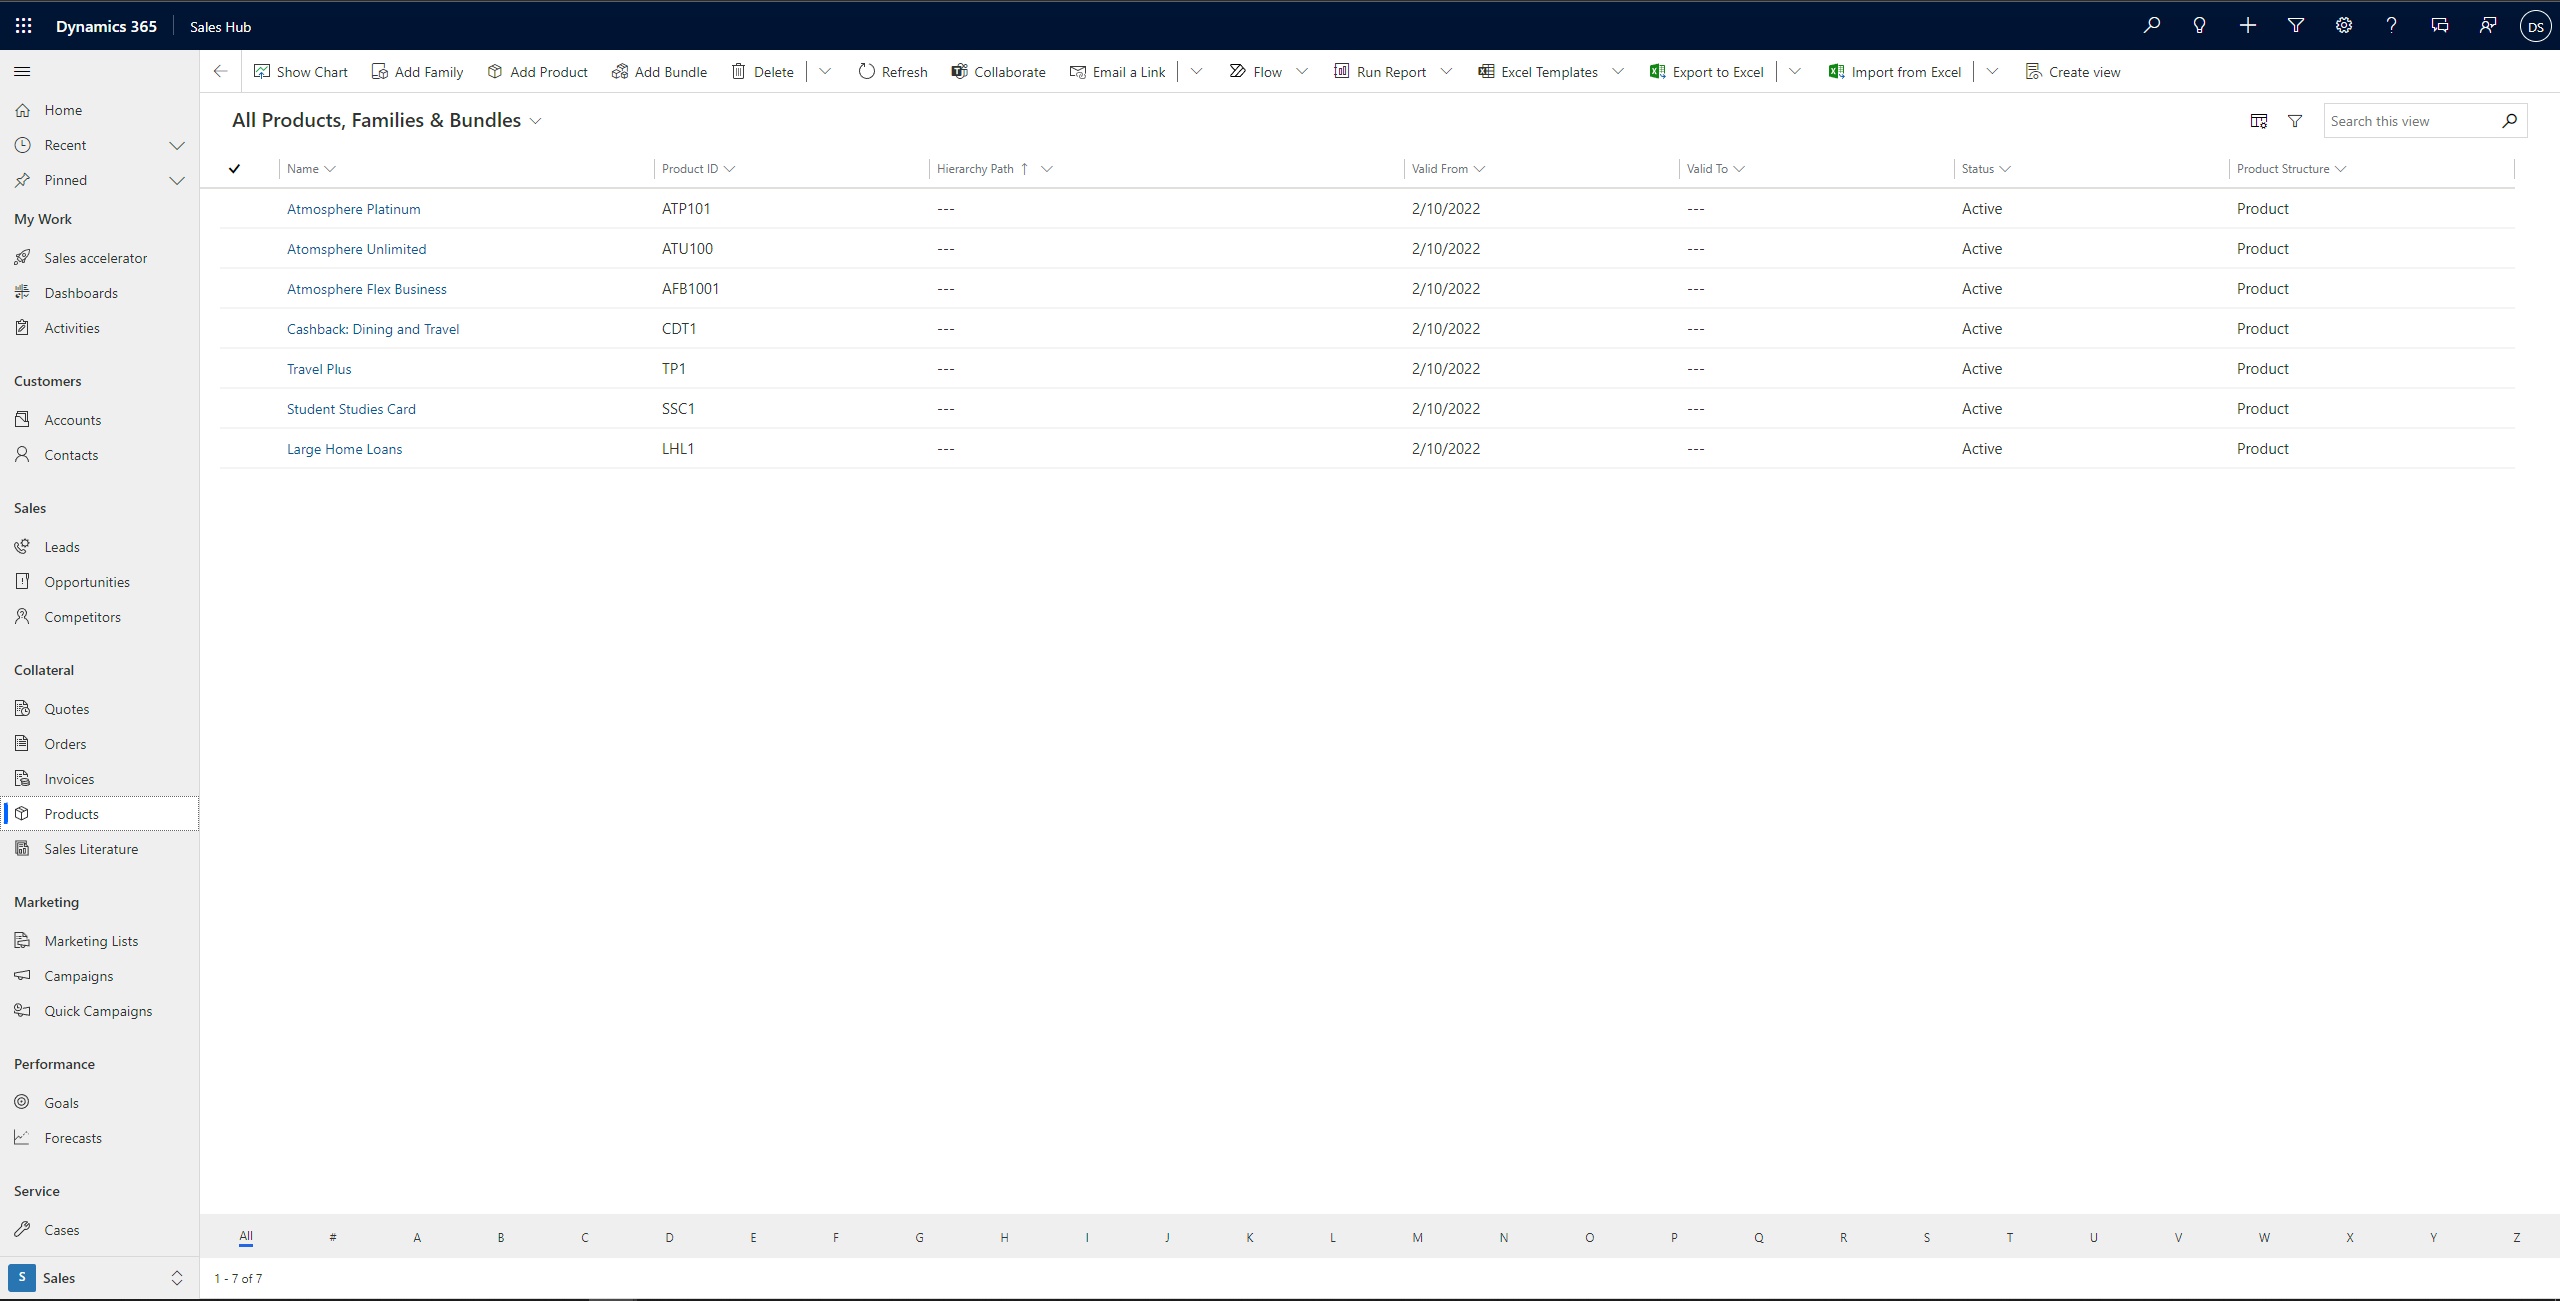 Dynamics 365 Sales Hub DS
Show Chart Add Family Add Product Add Bundle Delete Refresh Collaborate Email a Link Flow Run Report Excel Templates Export to Excel Import from Excel Create view
Home
Recent
Pinned
My Work
Sales accelerator
Dashboards
Activities
Customers
Accounts
Contacts
Sales
Leads
Opportunities
Competitors
Collateral
Quotes
Orders
Invoices
Products
Sales Literature
Marketing
Marketing Lists
Campaigns
Quick Campaigns
Performance
Goals
Forecasts
Service
Cases
S Sales
All Products, Families & Bundles
Search this view
Name Product ID Hierarchy Path ↑ Valid From Valid To Status Product Structure
Atmosphere Platinum ATP101 --- 2/10/2022 --- Active Product
Atomsphere Unlimited ATU100 --- 2/10/2022 --- Active Product
Atmosphere Flex Business AFB1001 --- 2/10/2022 --- Active Product
Cashback: Dining and Travel CDT1 --- 2/10/2022 --- Active Product
Travel Plus TP1 --- 2/10/2022 --- Active Product
Student Studies Card SSC1 --- 2/10/2022 --- Active Product
Large Home Loans LHL1 --- 2/10/2022 --- Active Product
All # A B C D E F G H I J K L M N O P Q R S T U V W X Y Z
1 - 7 of 7